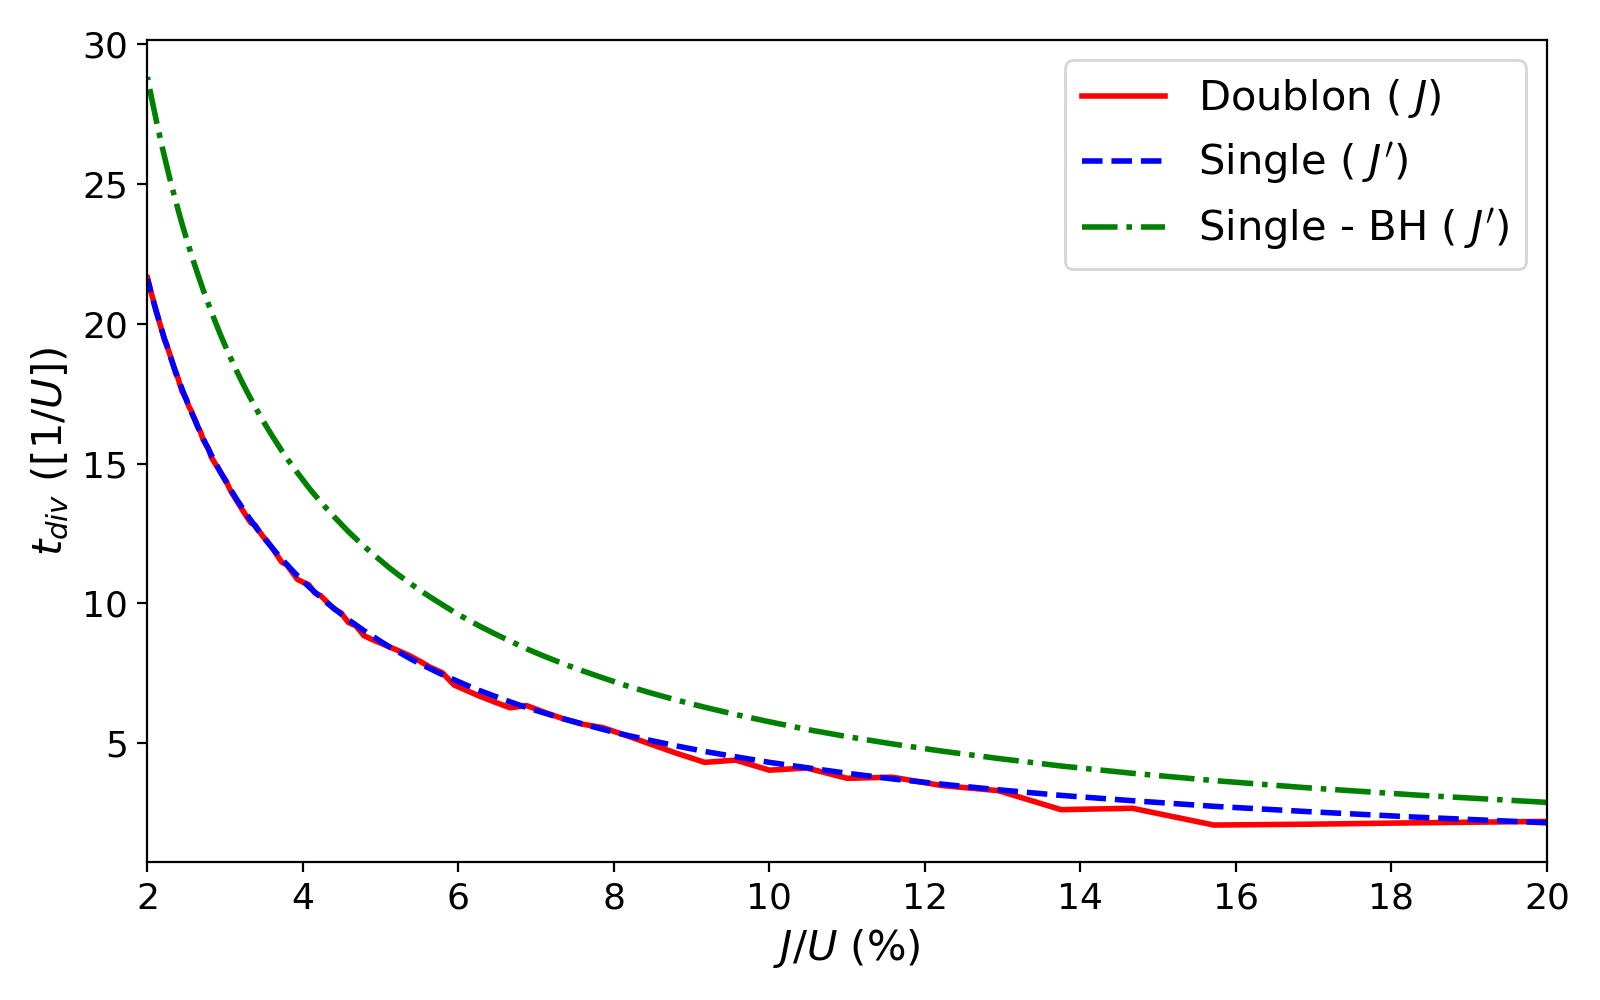 30
25
20
15
10
5
t_div ([1/U])
Doublon ( J)
Single ( J′)
Single - BH ( J′)
2 4 6 8 10 12 14 16 18 20
J/U (%)